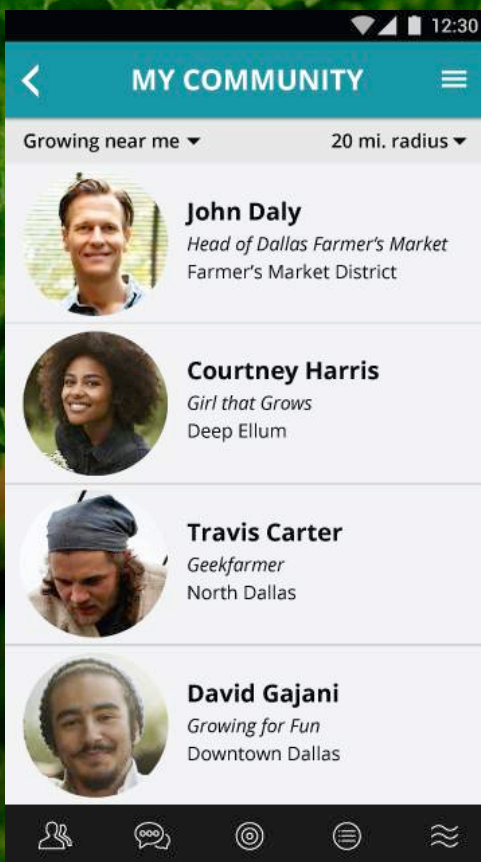 12:30
MY COMMUNITY
Growing near me 20 mi. radius
John Daly
Head of Dallas Farmer's Market
Farmer's Market District
Courtney Harris
Girl that Grows
Deep Ellum
Travis Carter
Geekfarmer
North Dallas
David Gajani
Growing for Fun
Downtown Dallas